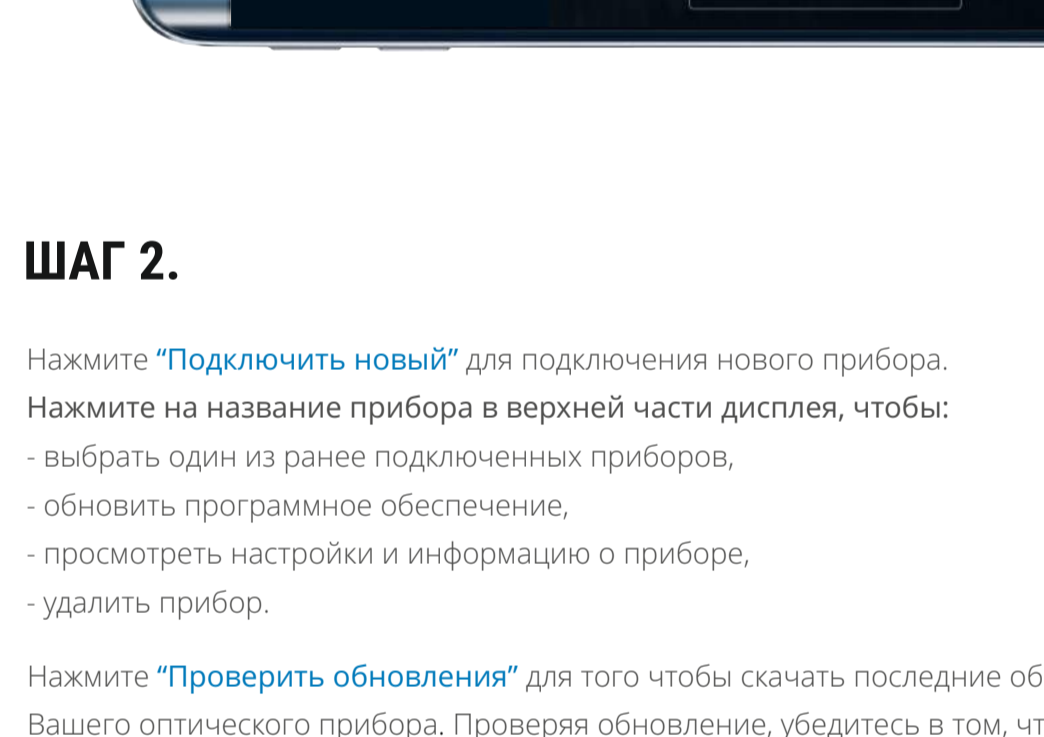 ШАГ 2.
Нажмите “Подключить новый” для подключения нового прибора.
Нажмите на название прибора в верхней части дисплея, чтобы:
- выбрать один из ранее подключенных приборов,
- обновить программное обеспечение,
- просмотреть настройки и информацию о приборе,
- удалить прибор.
Нажмите “Проверить обновления” для того чтобы скачать последние об
Вашего оптического прибора. Проверяя обновление, убедитесь в том, чт